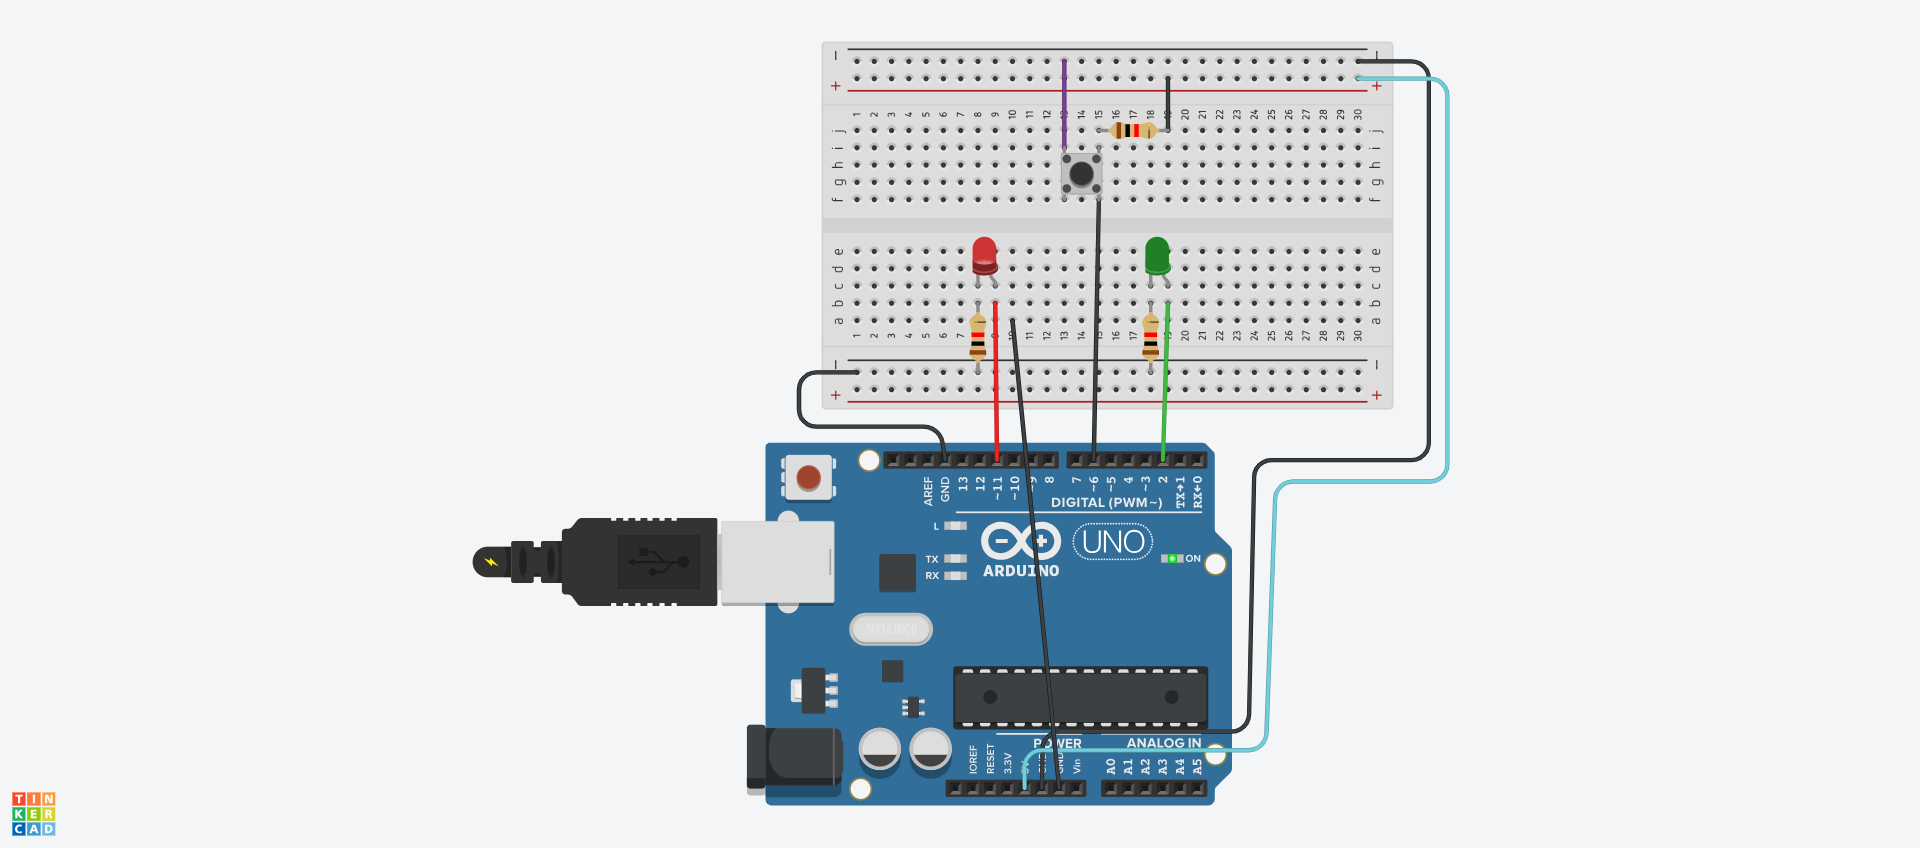 − −
+ +
1 2 3 4 5 6 7 8 9 10 11 12 13 14 15 16 17 18 19 20 21 22 23 24 25 26 27 28 29 30
j j
i i
h h
g g
f f
e e
d d
c c
b b
a a
1 2 3 4 5 6 7 10 11 12 13 14 15 16 17 19 20 21 22 23 24 25 26 27 28 29 30
− −
+ +
AREF GND 13 12 ~11 ~10 ~9 8 7 ~6 ~5 4 ~3 2 TX→1 RX←0
DIGITAL (PWM~)
L
TX
RX
ARDUINO
UNO
ON
SPK16.000G
POWER ANALOG IN
IOREF RESET 3.3V 5V GND GND Vin A0 A1 A2 A3 A4 A5
TIN
KER
CAD